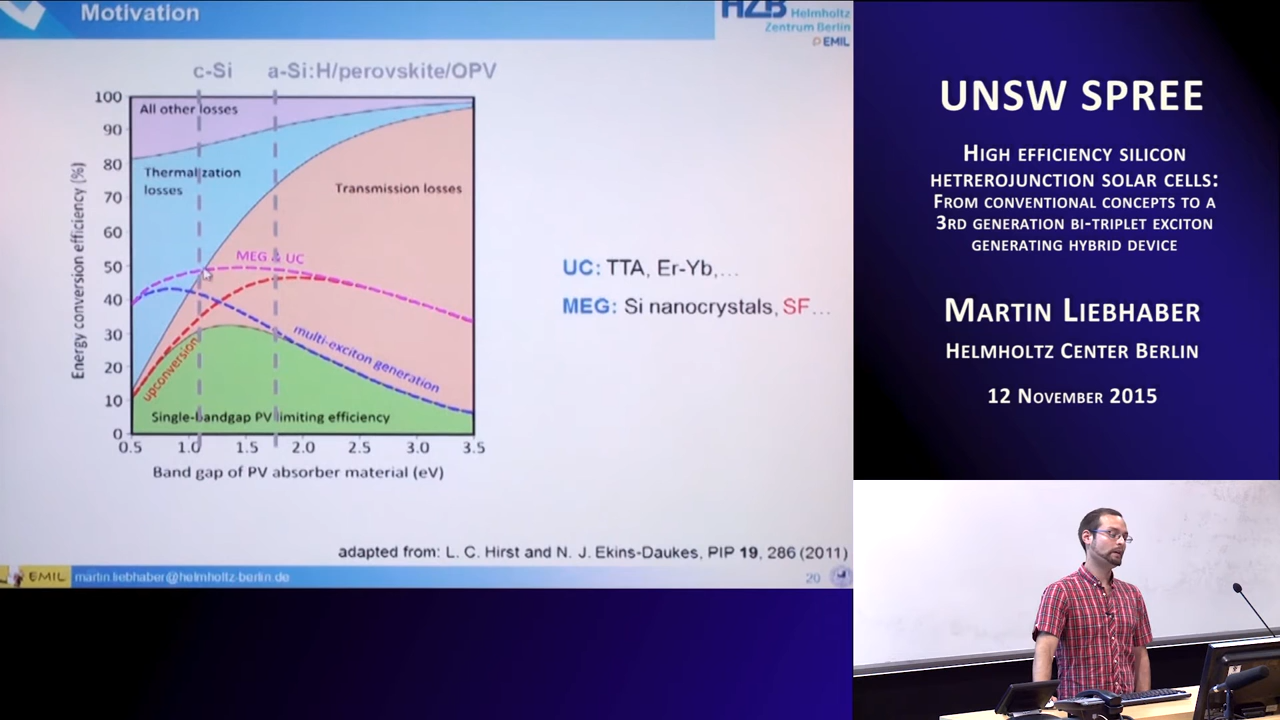 Motivation
HZB Helmholtz
Zentrum Berlin
EMIL
c-Si
a-Si:H/perovskite/OPV
100
90
80
70
60
50
40
30
20
10
0
Energy conversion efficiency (%)
All other losses
Thermalization
losses
Transmission losses
MEG & UC
upconversion
multi-exciton generation
Single-bandgap PV limiting efficiency
0.5
1.0
1.5
2.0
2.5
3.0
3.5
Band gap of PV absorber material (eV)
UC: TTA, Er-Yb,...
MEG: Si nanocrystals, SF...
adapted from: L. C. Hirst and N. J. Ekins-Daukes, PIP 19, 286 (2011)
EMIL
martin.liebhaber@helmholtz-berlin.de
20
UNSW SPREE
HIGH EFFICIENCY SILICON
HETREROJUNCTION SOLAR CELLS:
FROM CONVENTIONAL CONCEPTS TO A
3RD GENERATION BI-TRIPLET EXCITON
GENERATING HYBRID DEVICE
MARTIN LIEBHABER
HELMHOLTZ CENTER BERLIN
12 NOVEMBER 2015